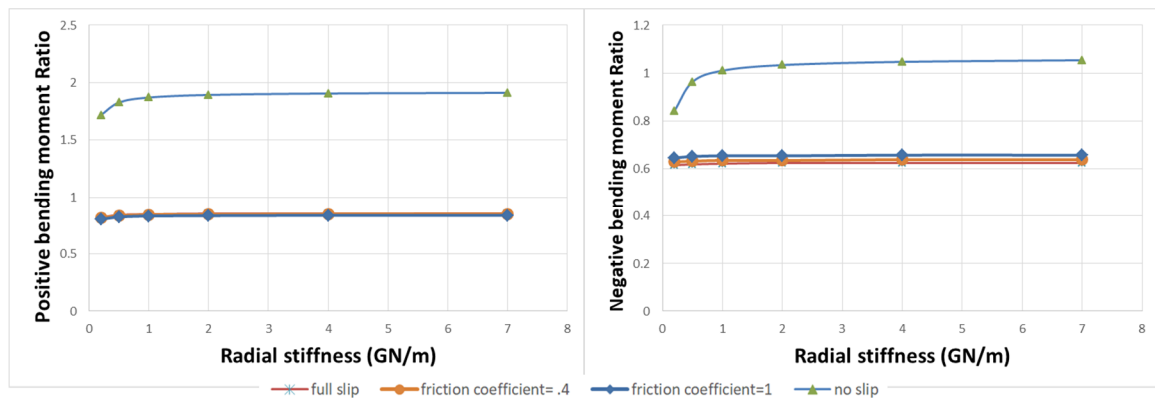 Positive bending moment Ratio
2.5
2
1.5
1
0.5
0
0 1 2 3 4 5 6 7 8
Radial stiffness (GN/m)
Negative bending moment Ratio
1.2
1
0.8
0.6
0.4
0.2
0
0 1 2 3 4 5 6 7 8
Radial stiffness (GN/m)
full slip friction coefficient= .4 friction coefficient=1 no slip